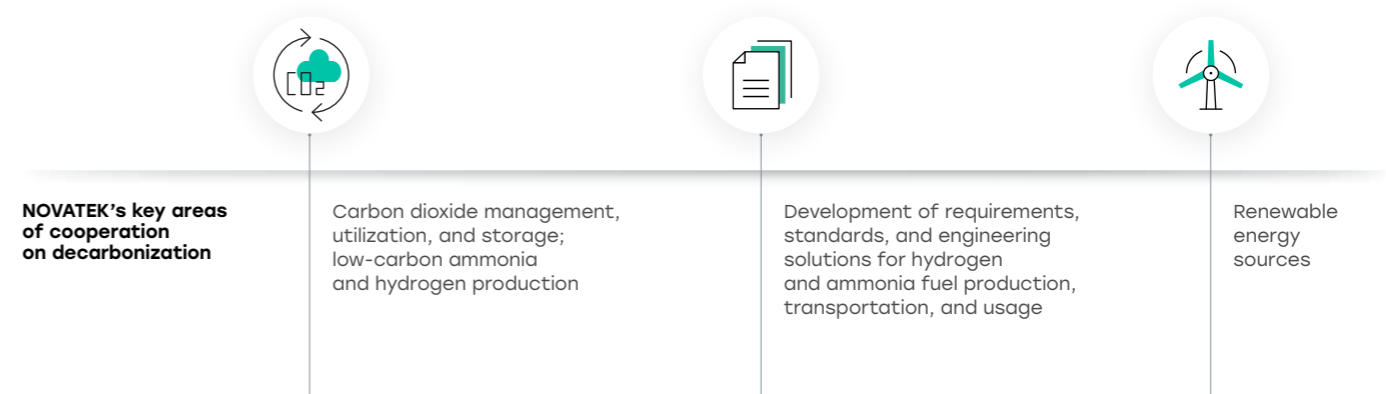 CO2
NOVATEK’s key areas
of cooperation
on decarbonization
Carbon dioxide management,
utilization, and storage;
low-carbon ammonia
and hydrogen production
Development of requirements,
standards, and engineering
solutions for hydrogen
and ammonia fuel production,
transportation, and usage
Renewable
energy
sources